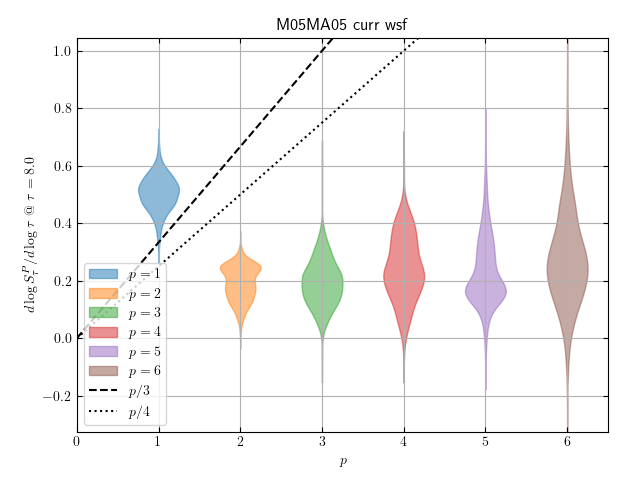 M05MA05 curr wsf
d log S_τ^P / d log τ @ τ = 8.0
1.0
0.8
0.6
0.4
0.2
0.0
−0.2
p = 1
p = 2
p = 3
p = 4
p = 5
p = 6
p/3
p/4
0 1 2 3 4 5 6
p